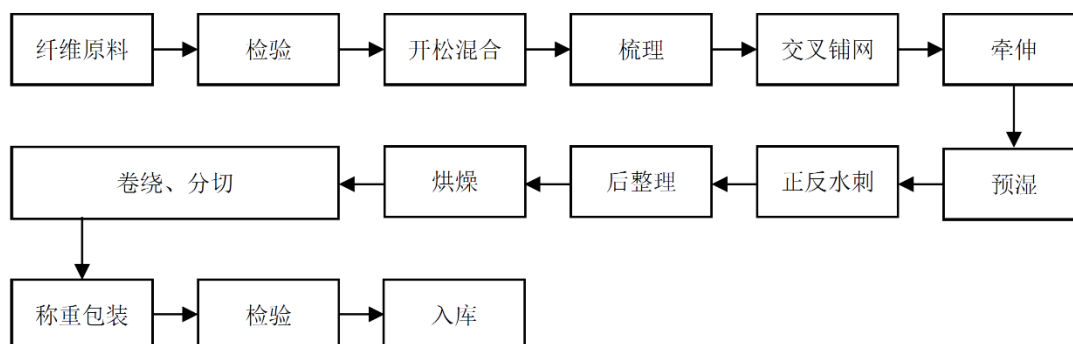 纤维原料
检验
开松混合
梳理
交叉铺网
牵伸
预湿
正反水刺
后整理
烘燥
卷绕、分切
称重包装
检验
入库